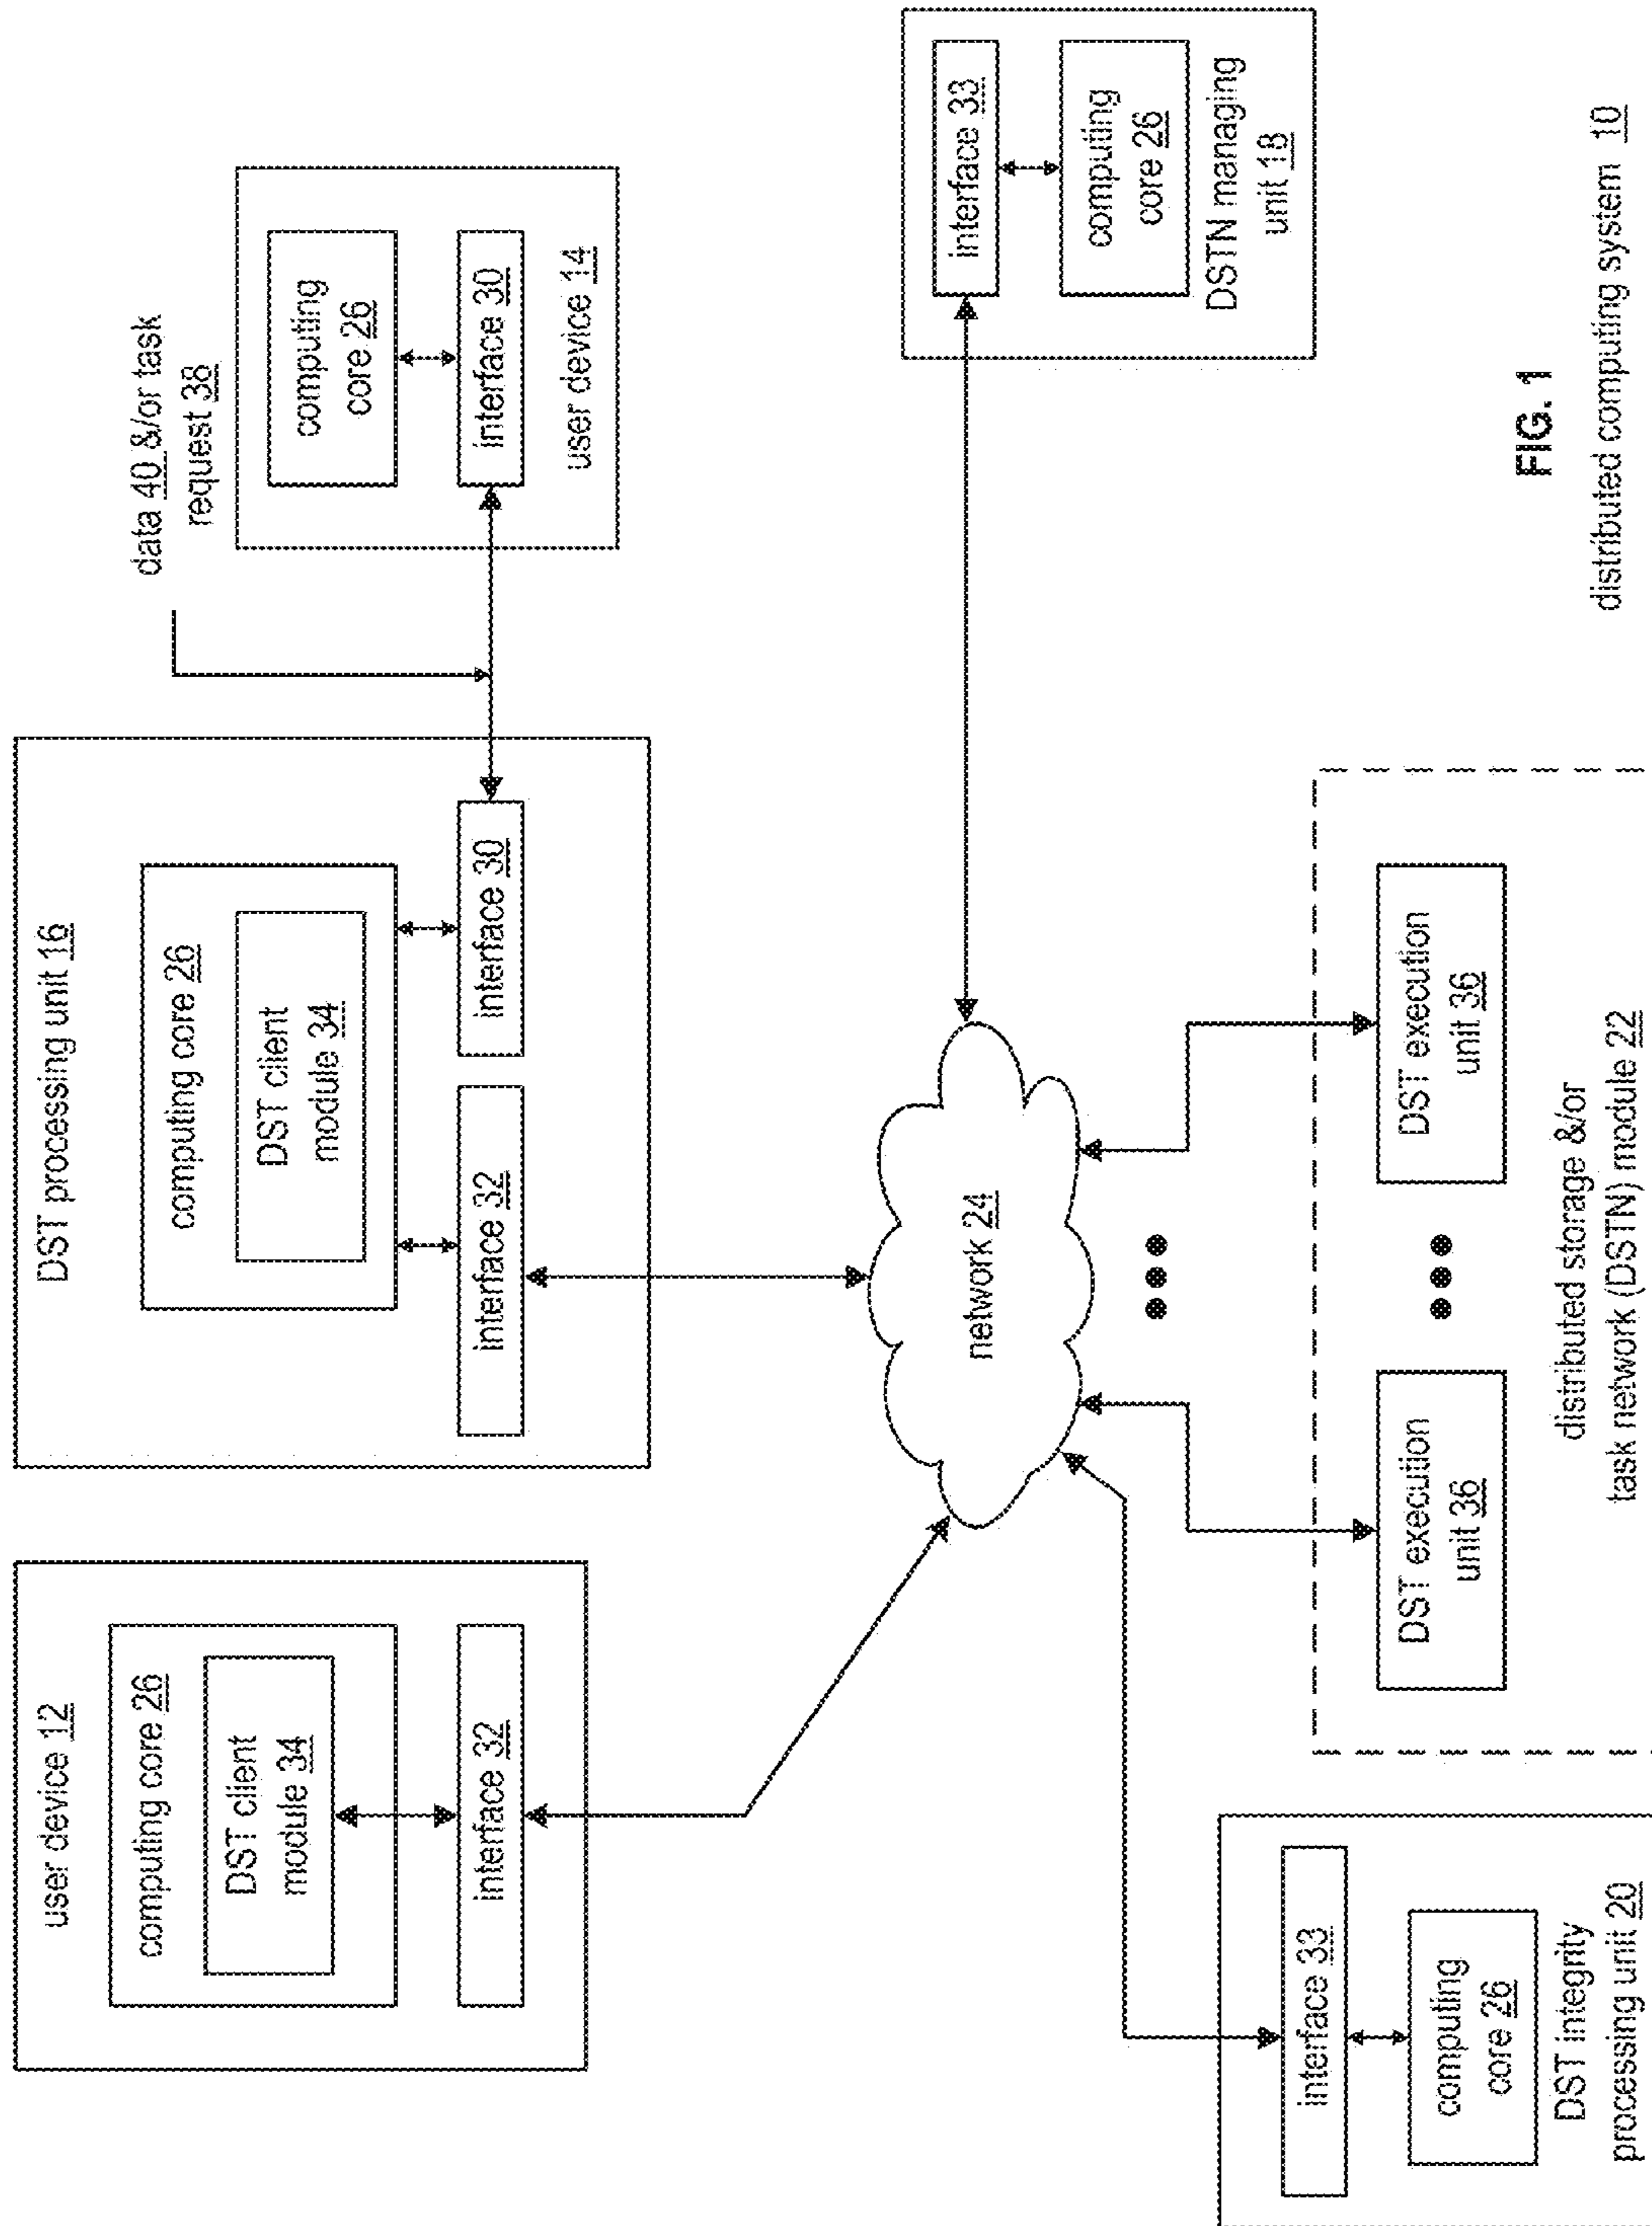 user device 12
computing core 26
DST client
module 34
interface 32
DST processing unit 16
computing core 26
DST client
module 34
interface 32
interface 30
data 40 &/or task
request 38
computing
core 26
interface 30
user device 14
network 24
interface 33
computing
core 26
DSTN managing
unit 18
interface 33
computing
core 26
DST integrity
processing unit 20
DST execution
unit 36
DST execution
unit 36
distributed storage &/or
task network (DSTN) module 22
FIG. 1
distributed computing system 10